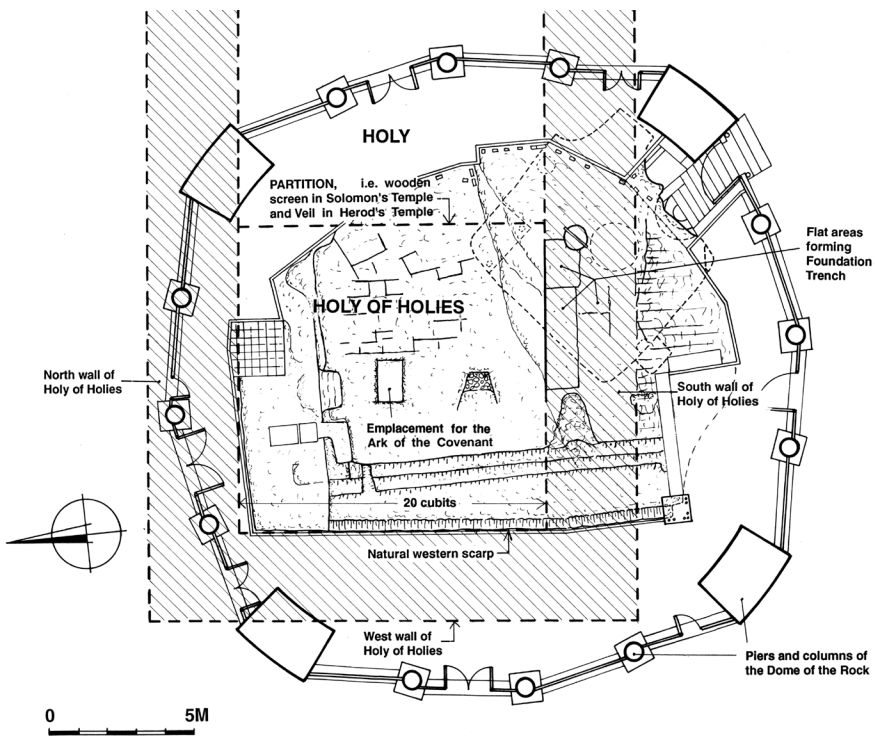 HOLY
PARTITION, i.e. wooden
screen in Solomon's Temple
and Veil in Herod's Temple
Flat areas
forming
Foundation
Trench
HOLY OF HOLIES
North wall of
Holy of Holies
South wall of
Holy of Holies
Emplacement for the
Ark of the Covenant
20 cubits
Natural western scarp
West wall of
Holy of Holies
Piers and columns of
the Dome of the Rock
0 5M